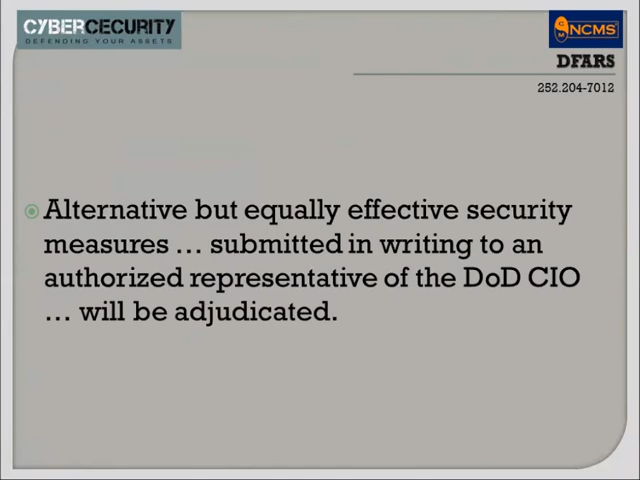 CYBERCECURITY
DEFENDING YOUR ASSETS
NCMS
DFARS
252.204-7012
Alternative but equally effective security
measures … submitted in writing to an
authorized representative of the DoD CIO
… will be adjudicated.